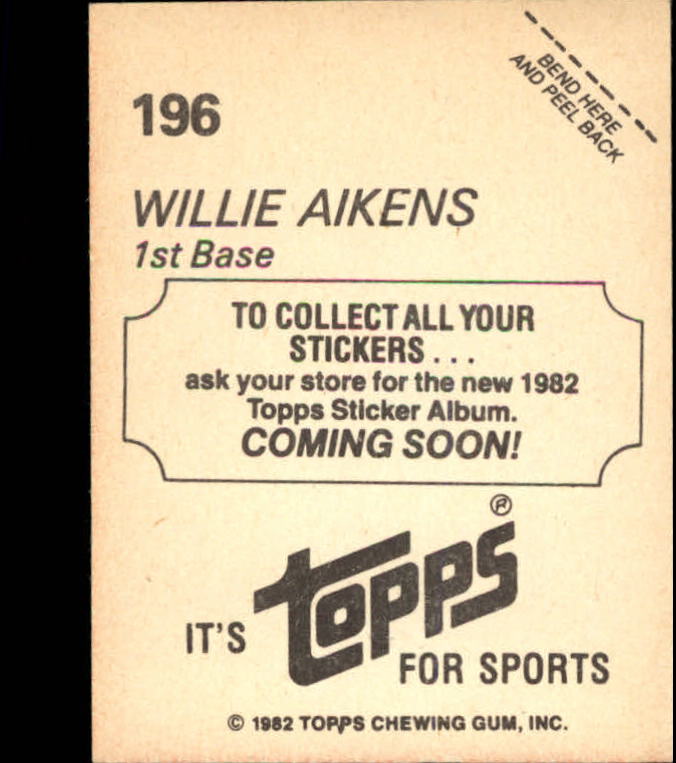 BEND HERE
AND PEEL BACK
196
WILLIE AIKENS
1st Base
TO COLLECT ALL YOUR
STICKERS...
ask your store for the new 1982
Topps Sticker Album.
COMING SOON!
®
IT'S topps
FOR SPORTS
© 1982 TOPPS CHEWING GUM, INC.